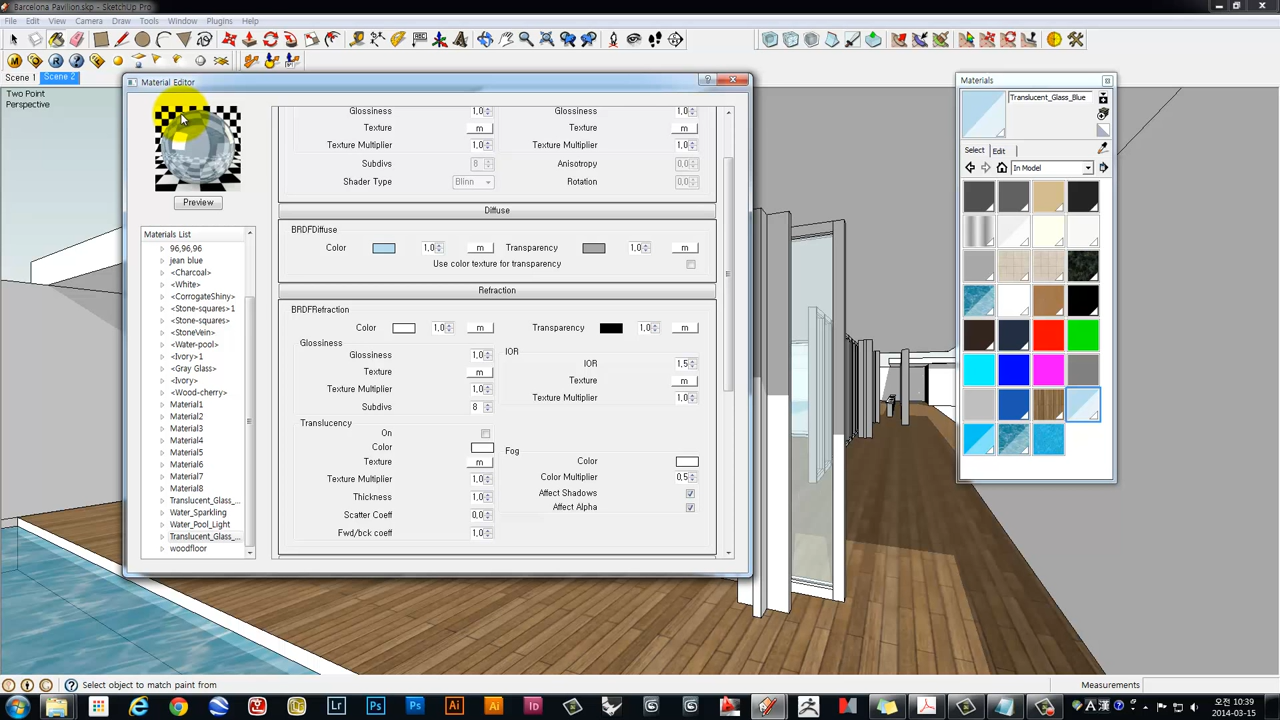 Barcelona Pavilion.skp - SketchUp Pro
File Edit View Camera Draw Tools Window Plugins Help
Scene 1 Scene 2
Two Point
Perspective
Material Editor
Preview
Materials List
96,96,96
jean blue
<Charcoal>
<White>
<CorrogateShiny>
<Stone-squares>1
<Stone-squares>
<StoneVein>
<Water-pool>
<Ivory>1
<Gray Glass>
<Ivory>
<Wood-cherry>
Material1
Material2
Material3
Material4
Material5
Material6
Material7
Material8
Translucent_Glass_...
Water_Sparkling
Water_Pool_Light
Translucent_Glass_...
woodfloor
Glossiness 1,0 Glossiness 1,0
Texture m Texture m
Texture Multiplier 1,0 Texture Multiplier 1,0
Subdivs 8 Anisotropy 0,0
Shader Type Blinn Rotation 0,0
Diffuse
BRDFDiffuse
Color 1,0 m Transparency 1,0 m
Use color texture for transparency
Refraction
BRDFRefraction
Color 1,0 m Transparency 1,0 m
Glossiness
Glossiness 1,0
Texture m
Texture Multiplier 1,0
Subdivs 8
IOR
IOR 1,5
Texture m
Texture Multiplier 1,0
Translucency
On
Color
Texture m
Texture Multiplier 1,0
Thickness 1,0
Scatter Coeff 0,0
Fwd/bck coeff 1,0
Fog
Color
Color Multiplier 0,5
Affect Shadows
Affect Alpha
Materials
Translucent_Glass_Blue
Select Edit
In Model
Select object to match paint from
Measurements
오전 10:39
2014-03-15